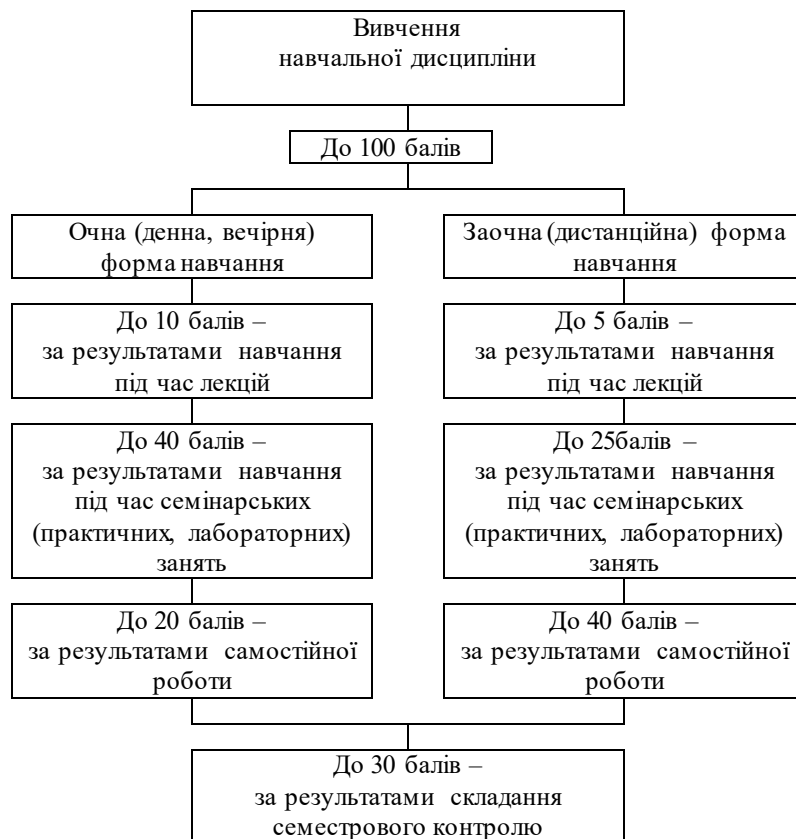 Вивчення
навчальної дисципліни
До 100 балів
Очна (денна, вечірня)
форма навчання
Заочна (дистанційна) форма
навчання
До 10 балів –
за результатами навчання
під час лекцій
До 5 балів –
за результатами навчання
під час лекцій
До 40 балів –
за результатами навчання
під час семінарських
(практичних, лабораторних)
занять
До 25балів –
за результатами навчання
під час семінарських
(практичних, лабораторних)
занять
До 20 балів –
за результатами самостійної
роботи
До 40 балів –
за результатами самостійної
роботи
До 30 балів –
за результатами складання
семестрового контролю